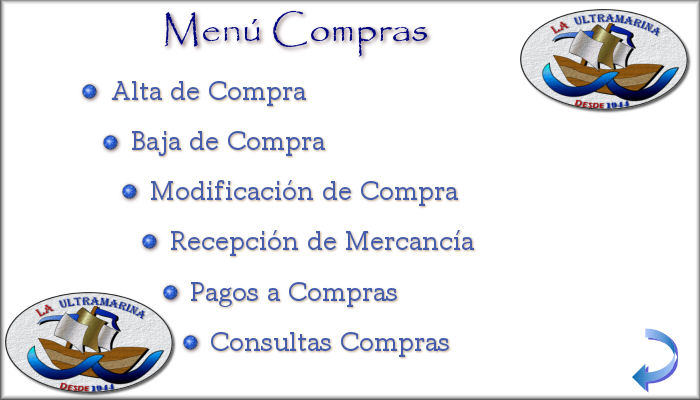 Menú Compras
LA ULTRAMARINA
DESDE 1944
Alta de Compra
Baja de Compra
Modificación de Compra
Recepción de Mercancía
Pagos a Compras
Consultas Compras
LA ULTRAMARINA
DESDE 1944